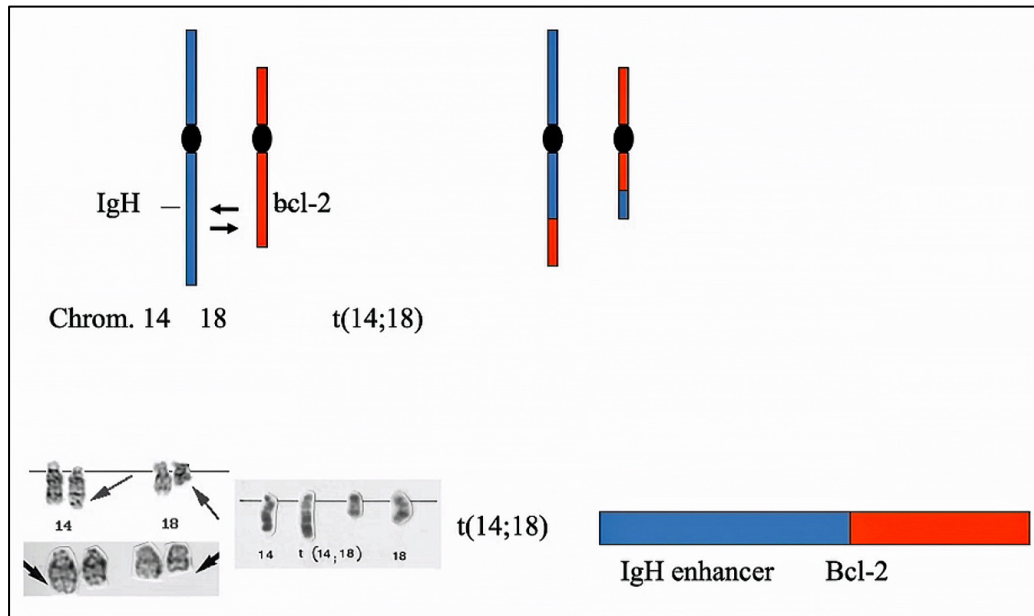 IgH
bcl-2
Chrom. 14 18 t(14;18)
14 18
14 t (14,18) 18
t(14;18)
IgH enhancer Bcl-2